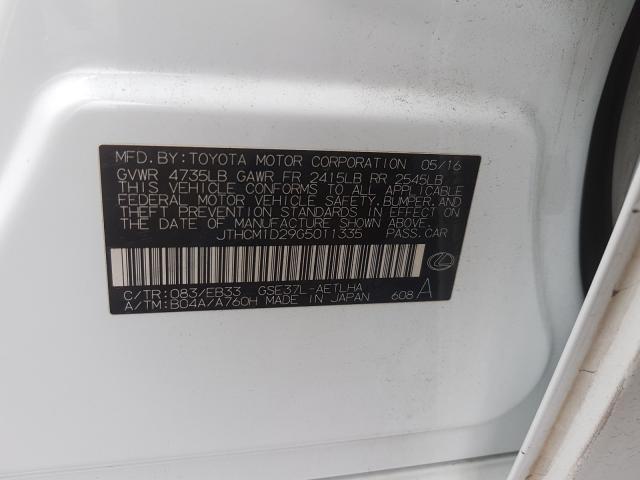 MFD.BY:TOYOTA MOTOR CORPORATION 05/16
GVWR 4735LB GAWR FR 2415LB RR 2545LB
THIS VEHICLE CONFORMS TO ALL APPLICABLE
FEDERAL MOTOR VEHICLE SAFETY, BUMPER, AND
THEFT PREVENTION STANDARDS IN EFFECT ON
THE DATE OF MANUFACTURE SHOWN ABOVE.
JTHCM1D29G5011335 PASS.CAR
C/TR:083/EB33 GSE37L-AETLHA
A/TM:B04A/A760H MADE IN JAPAN 608 A